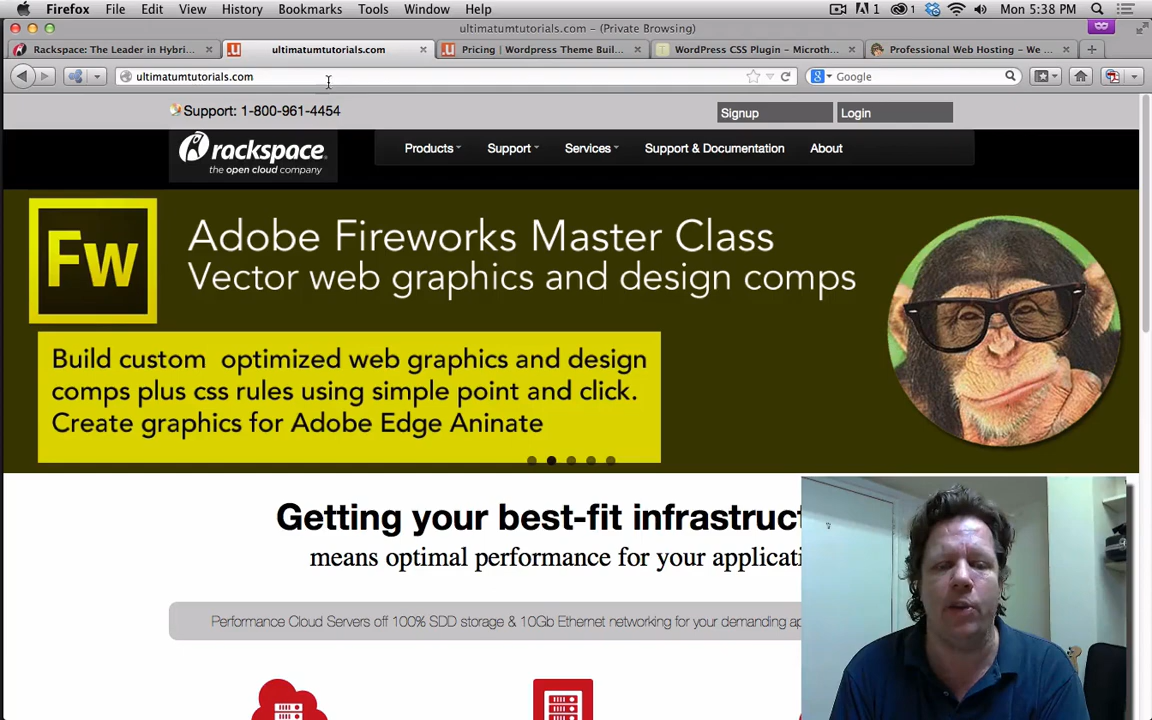 Firefox File Edit View History Bookmarks Tools Window Help 1 1 Mon 5:38 PM
ultimatumtutorials.com – (Private Browsing)
Rackspace: The Leader in Hybri... × ultimatumtutorials.com × Pricing | Wordpress Theme Buil... × WordPress CSS Plugin – Microth... × Professional Web Hosting – We ... × +
ultimatumtutorials.com Google
Support: 1-800-961-4454 Signup Login
rackspace.
the open cloud company
Products Support Services Support & Documentation About
Fw
Adobe Fireworks Master Class
Vector web graphics and design comps
Build custom optimized web graphics and design
comps plus css rules using simple point and click.
Create graphics for Adobe Edge Aninate
Getting your best-fit infrastruct
means optimal performance for your applicati
Performance Cloud Servers off 100% SDD storage & 10Gb Ethernet networking for your demanding ap